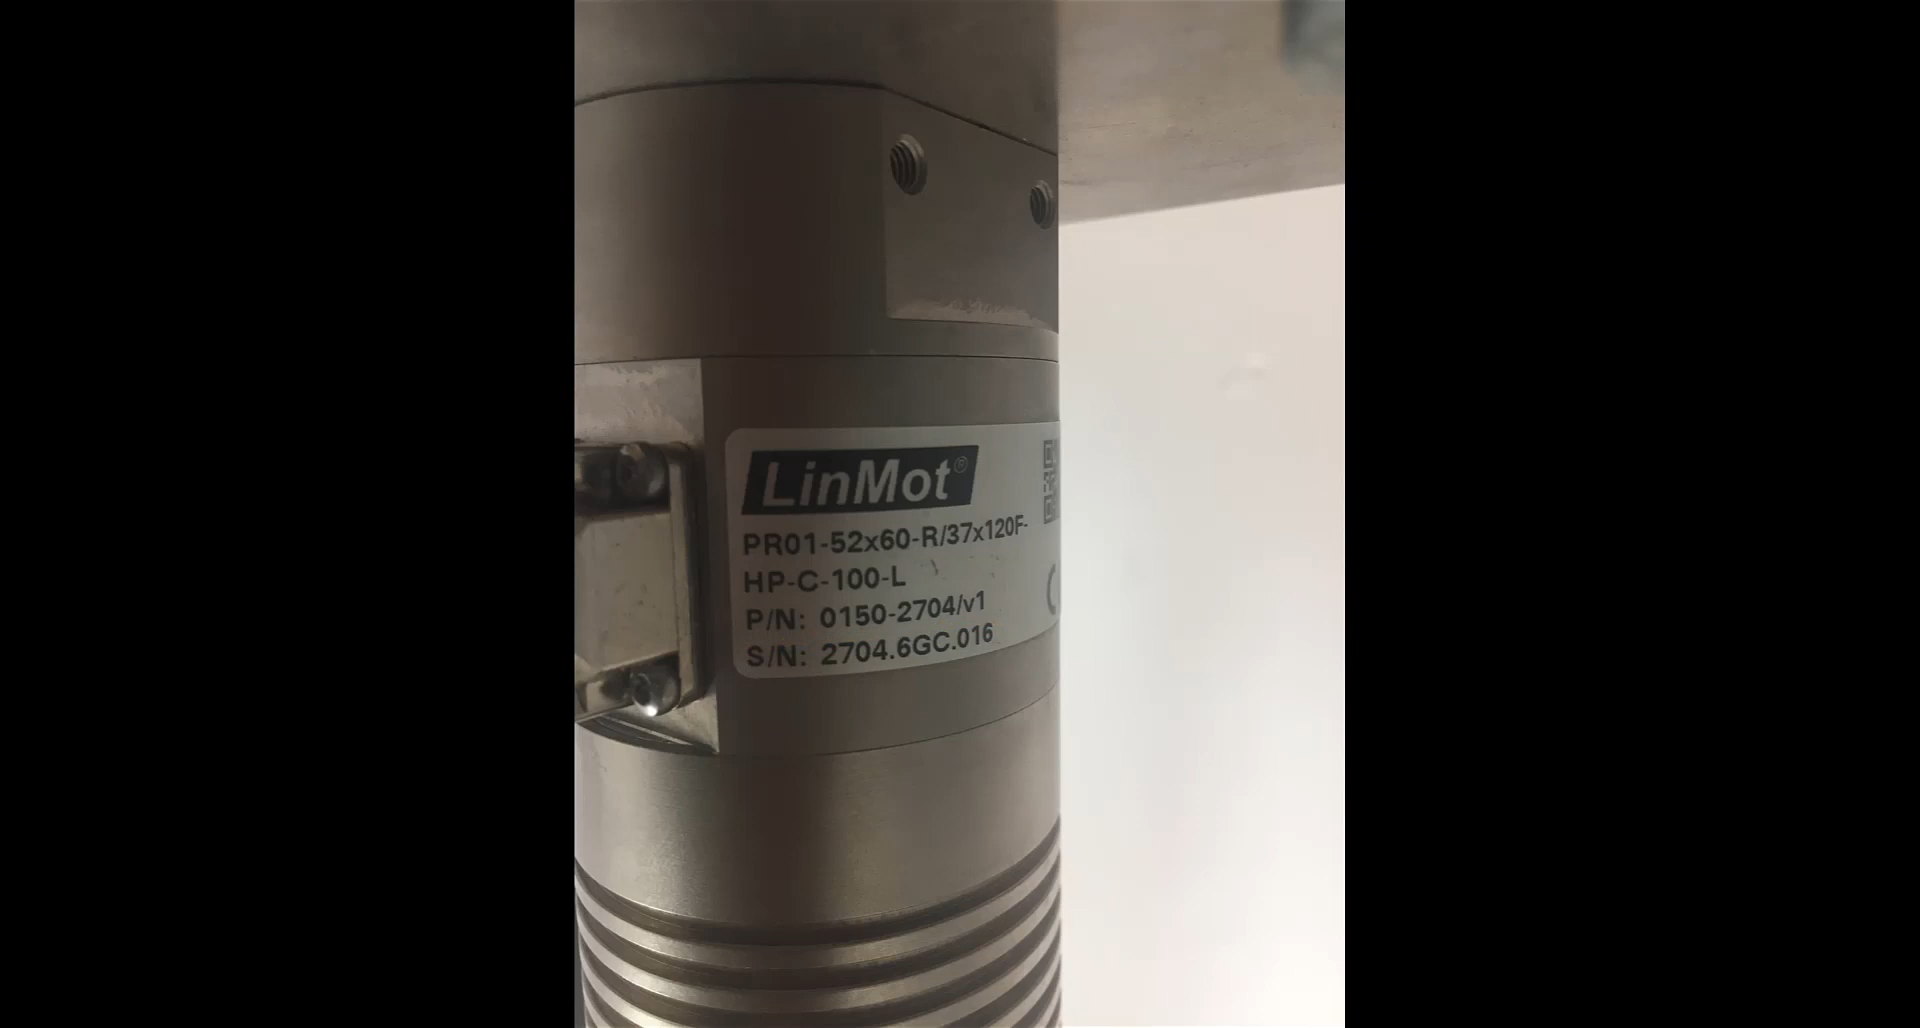 LinMot®
PR01-52x60-R/37x120F-
HP-C-100-L
P/N: 0150-2704/v1
S/N: 2704.6GC.016